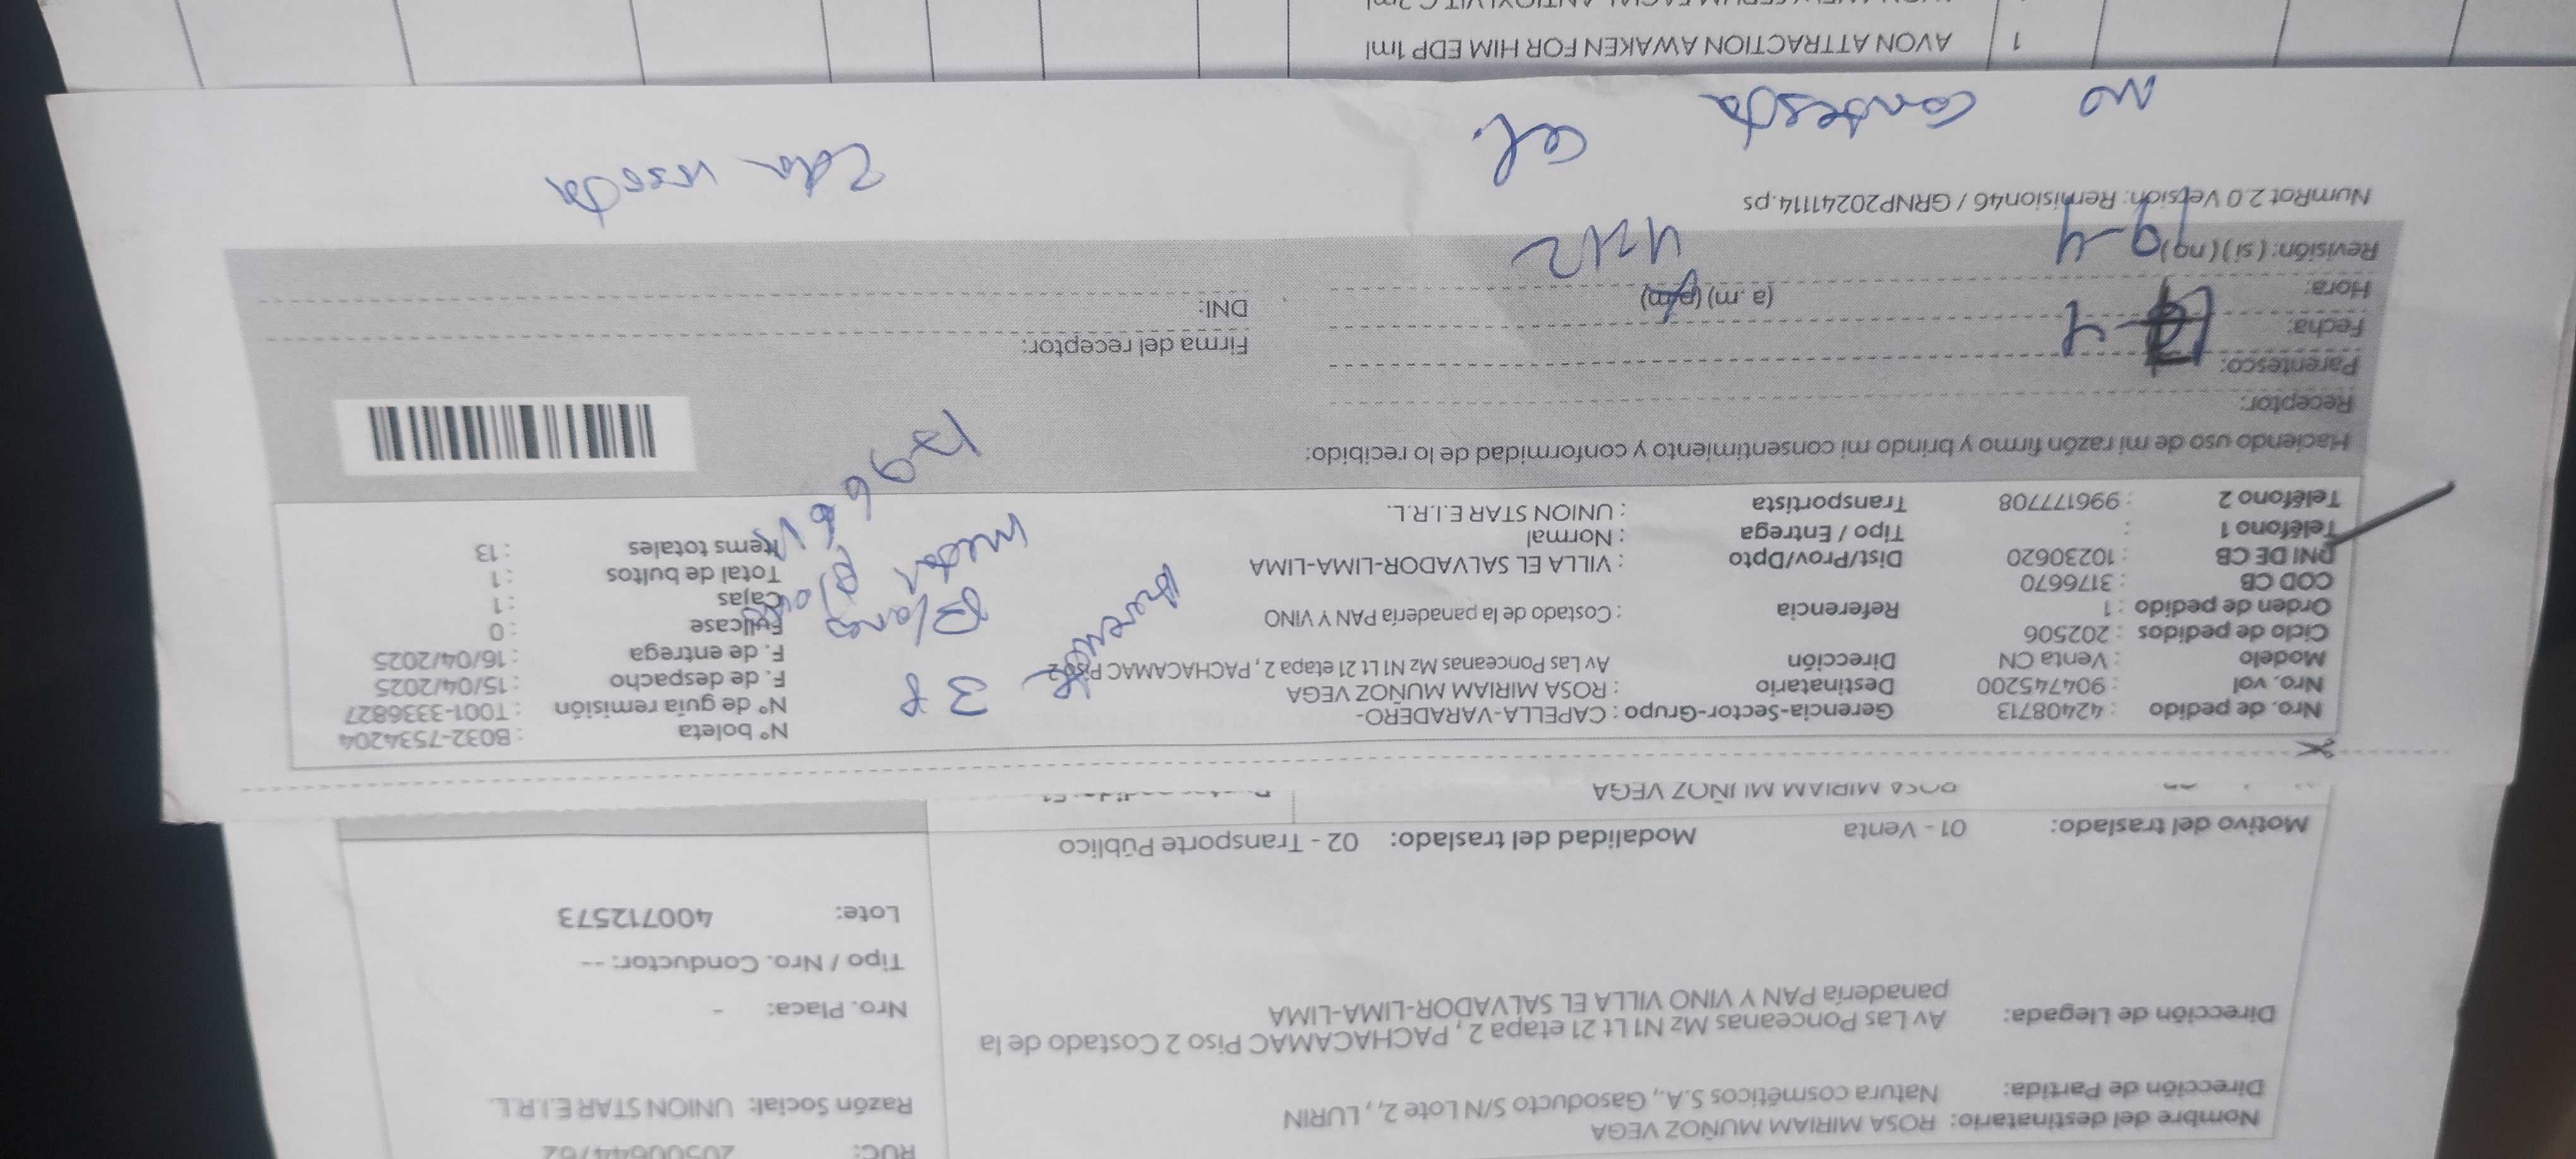 RUC: 20500644762
Nombre del destinatario: ROSA MIRIAM MUÑOZ VEGA
Razón Social: UNION STAR E.I.R.L.
Dirección de Partida: Natura cosméticos S.A., Gasoducto S/N Lote 2, , LURIN
Dirección de Llegada: Av Las Ponceanas Mz N1 Lt 21 etapa 2 , PACHACAMAC Piso 2 Costado de la
panadería PAN Y VINO VILLA EL SALVADOR-LIMA-LIMA
Nro. Placa: -
Tipo / Nro. Conductor: --
Lote: 400712573
Motivo del traslado: 01 - Venta Modalidad del traslado: 02 - Transporte Público
ROSA MIRIAM MUÑOZ VEGA
Nro. de pedido : 42408713 Gerencia-Sector-Grupo : CAPELLA-VARADERO- N° boleta : B032-7534204
Nro. vol : 904745200 Destinatario : ROSA MIRIAM MUÑOZ VEGA N° de guía remisión : T001-3336827
Modelo : Venta CN Dirección Av Las Ponceanas Mz N1 Lt 21 etapa 2 , PACHACAMAC Piso 2 F. de despacho : 15/04/2025
Ciclo de pedidos : 202506 F. de entrega : 16/04/2025
Orden de pedido : 1 Referencia : Costado de la panadería PAN Y VINO Fullcase : 0
COD CB : 3176670 Cajas : 1
DNI DE CB : 10230620 Dist/Prov/Dpto : VILLA EL SALVADOR-LIMA-LIMA Total de bultos : 1
Teléfono 1 : Tipo / Entrega : Normal Items totales : 13
Teléfono 2 : 996177708 Transportista : UNION STAR E.I.R.L.
3P
Blanco
Haciendo uso de mi razón firmo y brindo mi consentimiento y conformidad de lo recibido:
Receptor:
Parentesco:
Fecha: Firma del receptor:
Hora: (a. m) (p. m) DNI:
Revisión: ( si ) ( no )
19-4
4:12
NumRot 2.0 Versión: Remision46 / GRNP20241114.ps
2da visita
no contesta cel.
1 AVON ATTRACTION AWAKEN FOR HIM EDP 1ml